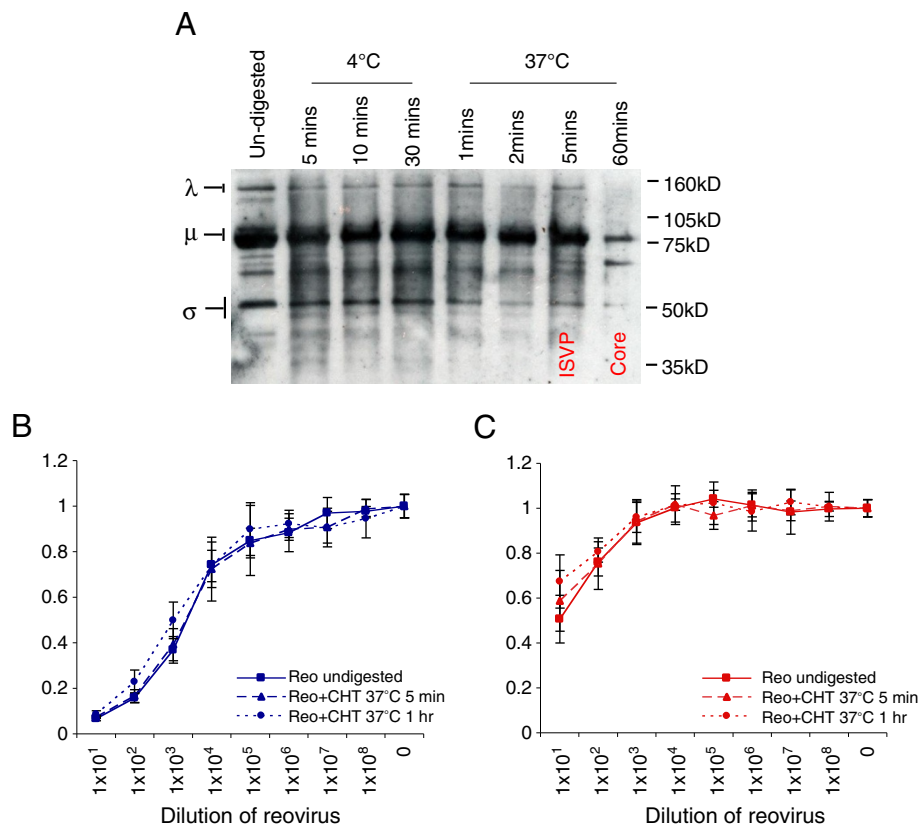 A
Un-digested
4°C
37°C
5 mins
10 mins
30 mins
1mins
2mins
5mins
60mins
λ
μ
σ
160kD
105kD
75kD
50kD
35kD
ISVP
Core
B
1.2
1
0.8
0.6
0.4
0.2
0
Reo undigested
Reo+CHT 37°C 5 min
Reo+CHT 37°C 1 hr
1x10¹
1x10²
1x10³
1x10⁴
1x10⁵
1x10⁶
1x10⁷
1x10⁸
0
Dilution of reovirus
C
1.2
1
0.8
0.6
0.4
0.2
0
Reo undigested
Reo+CHT 37°C 5 min
Reo+CHT 37°C 1 hr
1x10¹
1x10²
1x10³
1x10⁴
1x10⁵
1x10⁶
1x10⁷
1x10⁸
0
Dilution of reovirus